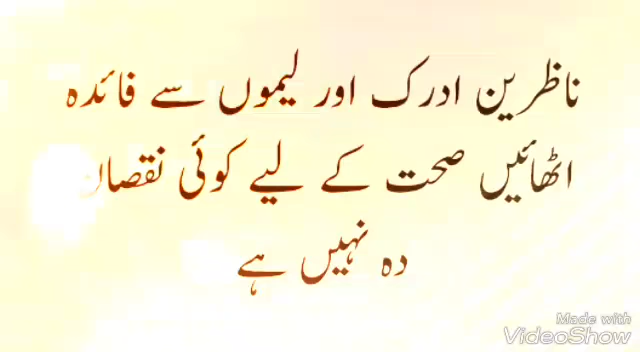 ناظرین ادرک اور لیموں سے فائدہ
اٹھائیں صحت کے لیے کوئی نقصان
دہ نہیں ہے
Made with
VideoShow